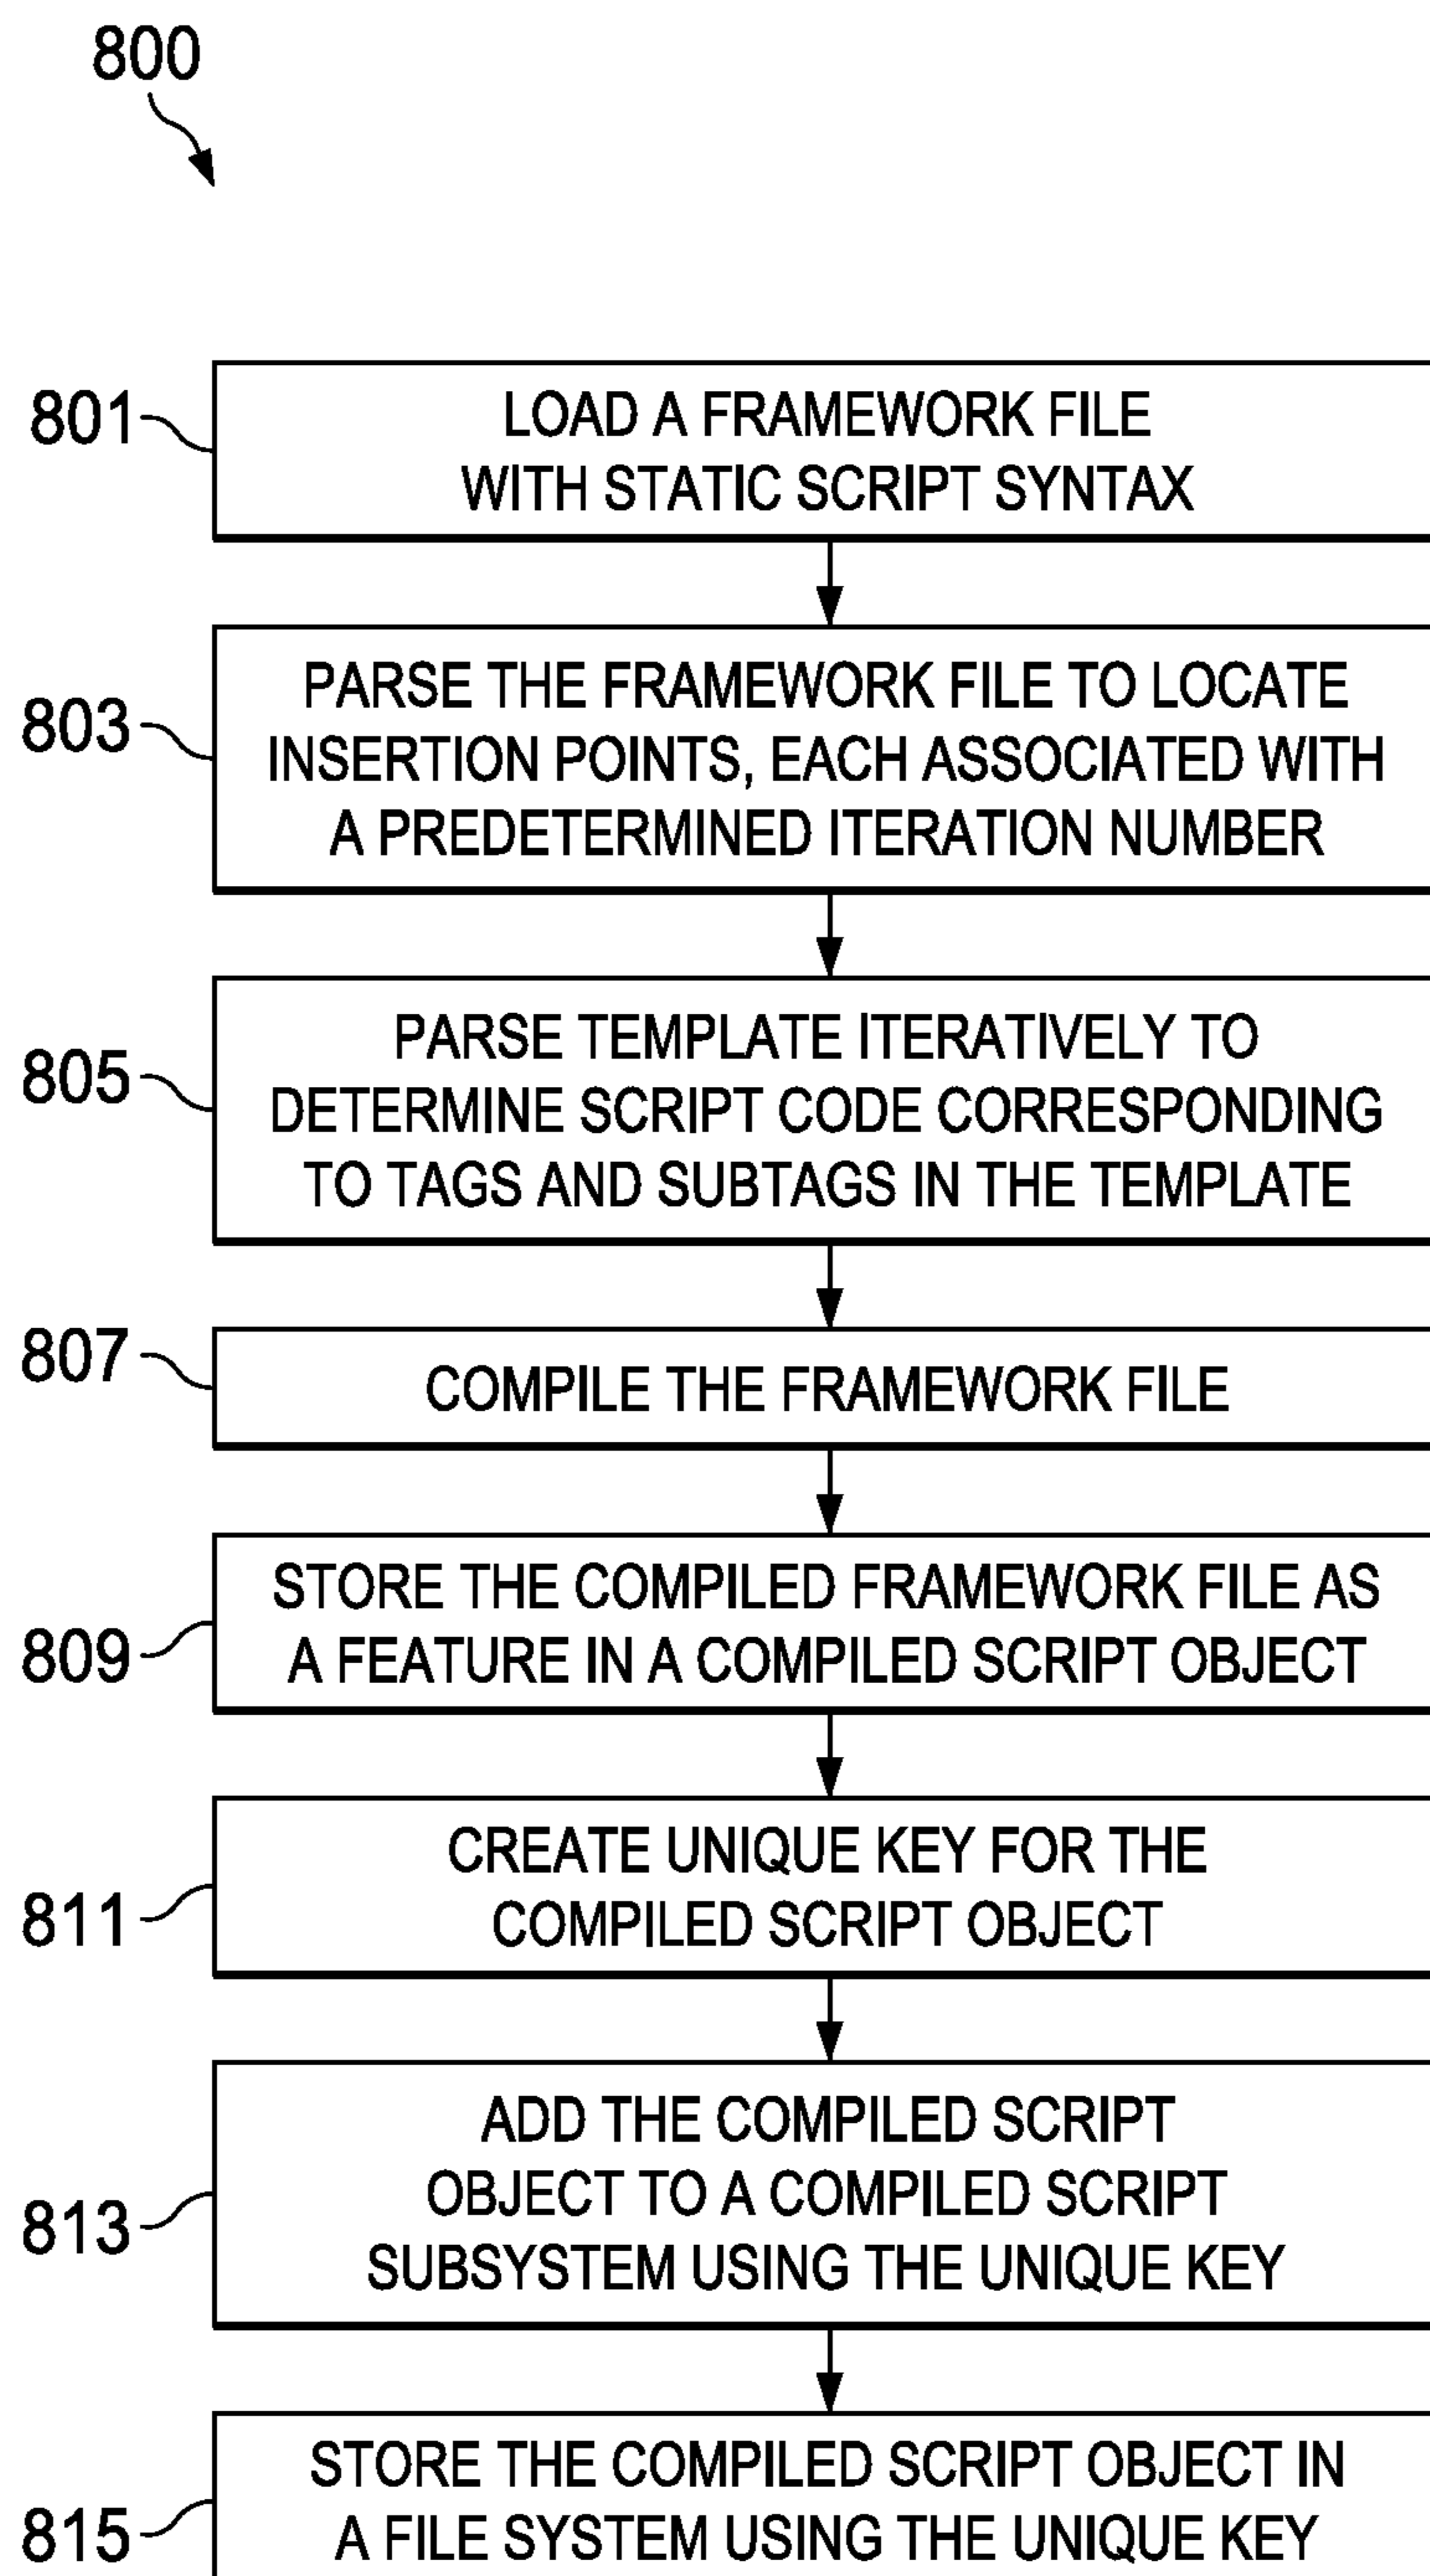 800
801
LOAD A FRAMEWORK FILE
WITH STATIC SCRIPT SYNTAX
803
PARSE THE FRAMEWORK FILE TO LOCATE
INSERTION POINTS, EACH ASSOCIATED WITH
A PREDETERMINED ITERATION NUMBER
805
PARSE TEMPLATE ITERATIVELY TO
DETERMINE SCRIPT CODE CORRESPONDING
TO TAGS AND SUBTAGS IN THE TEMPLATE
807
COMPILE THE FRAMEWORK FILE
809
STORE THE COMPILED FRAMEWORK FILE AS
A FEATURE IN A COMPILED SCRIPT OBJECT
811
CREATE UNIQUE KEY FOR THE
COMPILED SCRIPT OBJECT
813
ADD THE COMPILED SCRIPT
OBJECT TO A COMPILED SCRIPT
SUBSYSTEM USING THE UNIQUE KEY
815
STORE THE COMPILED SCRIPT OBJECT IN
A FILE SYSTEM USING THE UNIQUE KEY